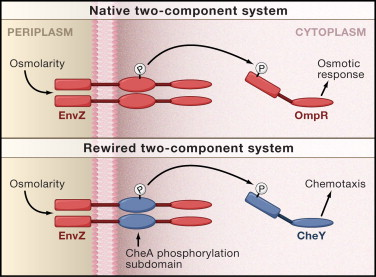 Native two-component system
PERIPLASM
CYTOPLASM
Osmolarity
P
P
Osmotic
response
EnvZ
OmpR
Rewired two-component system
Osmolarity
P
P
Chemotaxis
EnvZ
CheY
CheA phosphorylation
subdomain